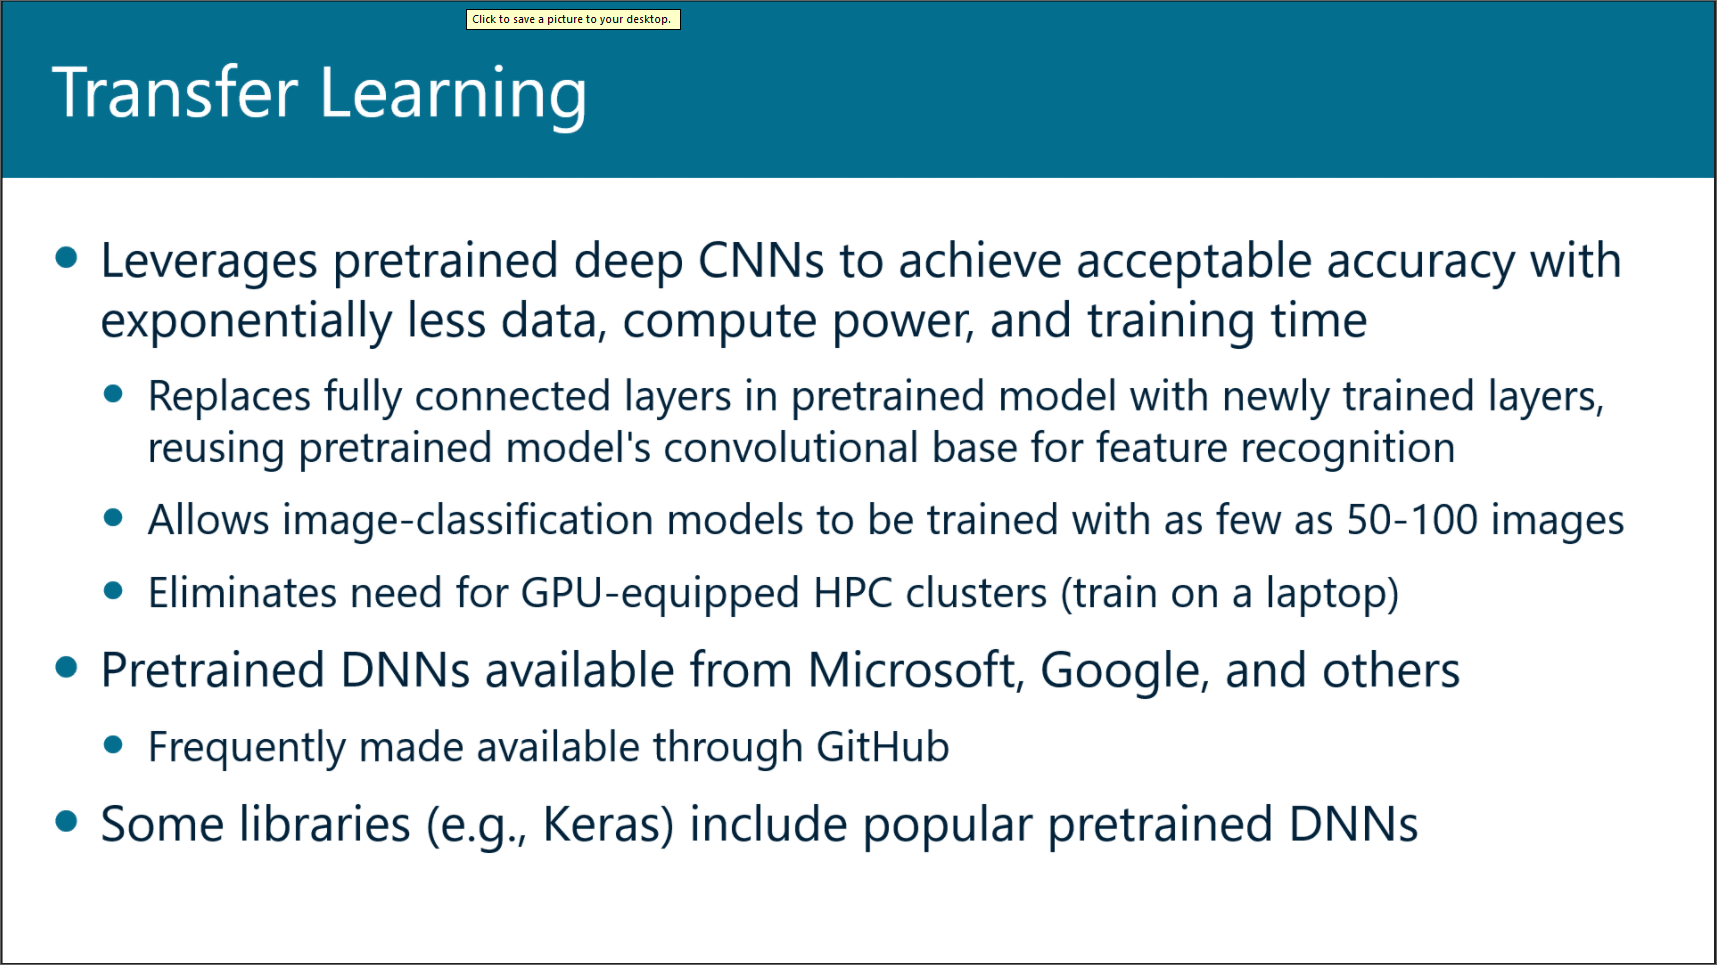 Click to save a picture to your desktop.
Transfer Learning
Leverages pretrained deep CNNs to achieve acceptable accuracy with
exponentially less data, compute power, and training time
Replaces fully connected layers in pretrained model with newly trained layers,
reusing pretrained model's convolutional base for feature recognition
Allows image-classification models to be trained with as few as 50-100 images
Eliminates need for GPU-equipped HPC clusters (train on a laptop)
Pretrained DNNs available from Microsoft, Google, and others
Frequently made available through GitHub
Some libraries (e.g., Keras) include popular pretrained DNNs